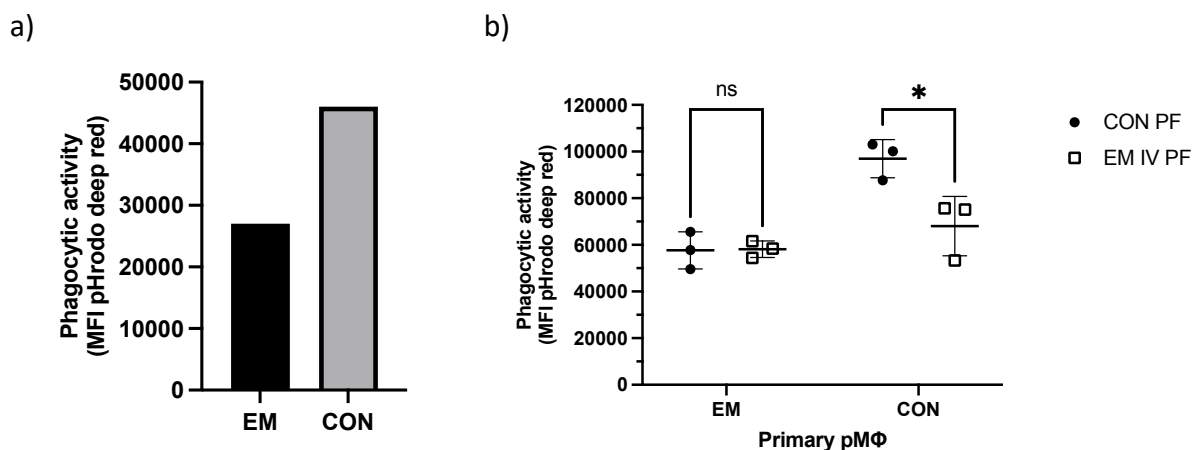 a)
Phagocytic activity
(MFI pHrodo deep red)
50000
40000
30000
20000
10000
0
EM
CON
b)
Phagocytic activity
(MFI pHrodo deep red)
120000
100000
80000
60000
40000
20000
0
ns
*
EM
CON
Primary pMΦ
CON PF
EM IV PF